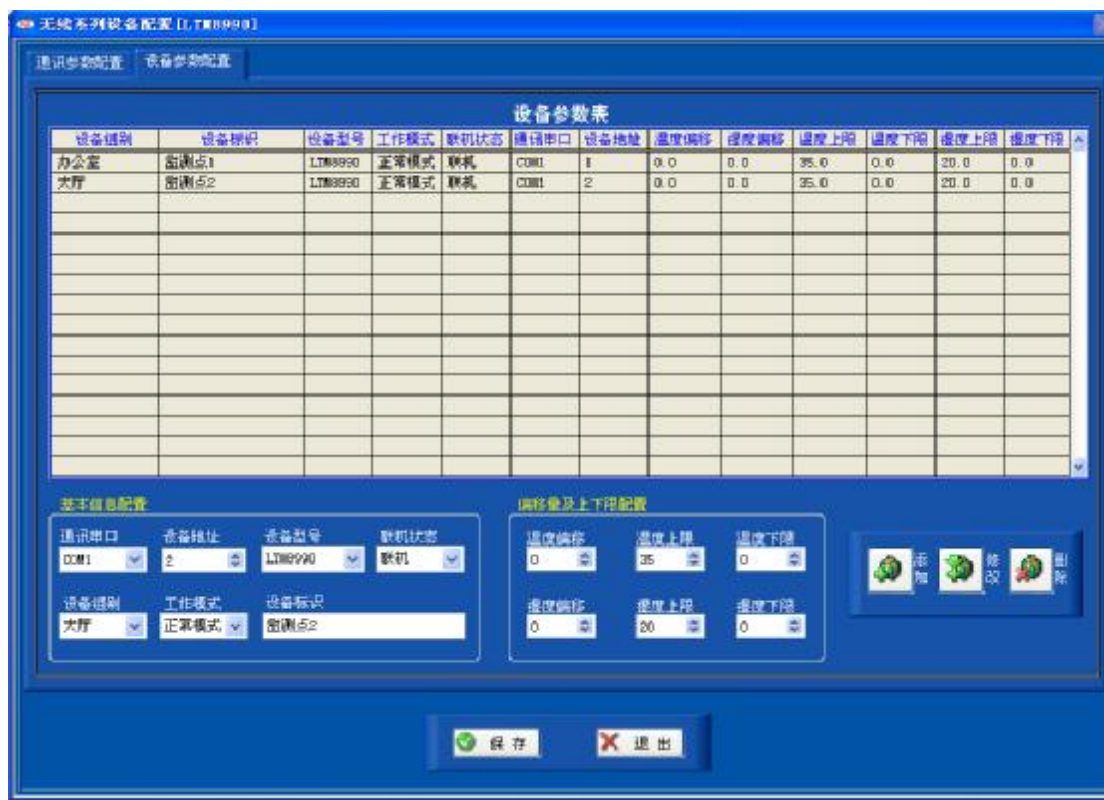 无线系列设备配置[LTM8990]
通讯参数配置 设备参数配置
设备参数表
设备组别 设备标识 设备型号 工作模式 联机状态 通讯串口 设备地址 温度偏移 湿度偏移 温度上限 温度下限 湿度上限 湿度下限
办公室 监测点1 LTM8990 正常模式 联机 COM1 1 0.0 0.0 35.0 0.0 20.0 0.0
大厅 监测点2 LTM8990 正常模式 联机 COM1 2 0.0 0.0 35.0 0.0 20.0 0.0
基本信息配置 偏移量及上下限配置
通讯串口 设备地址 设备型号 联机状态 温度偏移 温度上限 温度下限
COM1 2 LTM8990 联机 0 35 0
添加 修改 删除
设备组别 工作模式 设备标识 湿度偏移 湿度上限 湿度下限
大厅 正常模式 监测点2 0 20 0
保存 退出